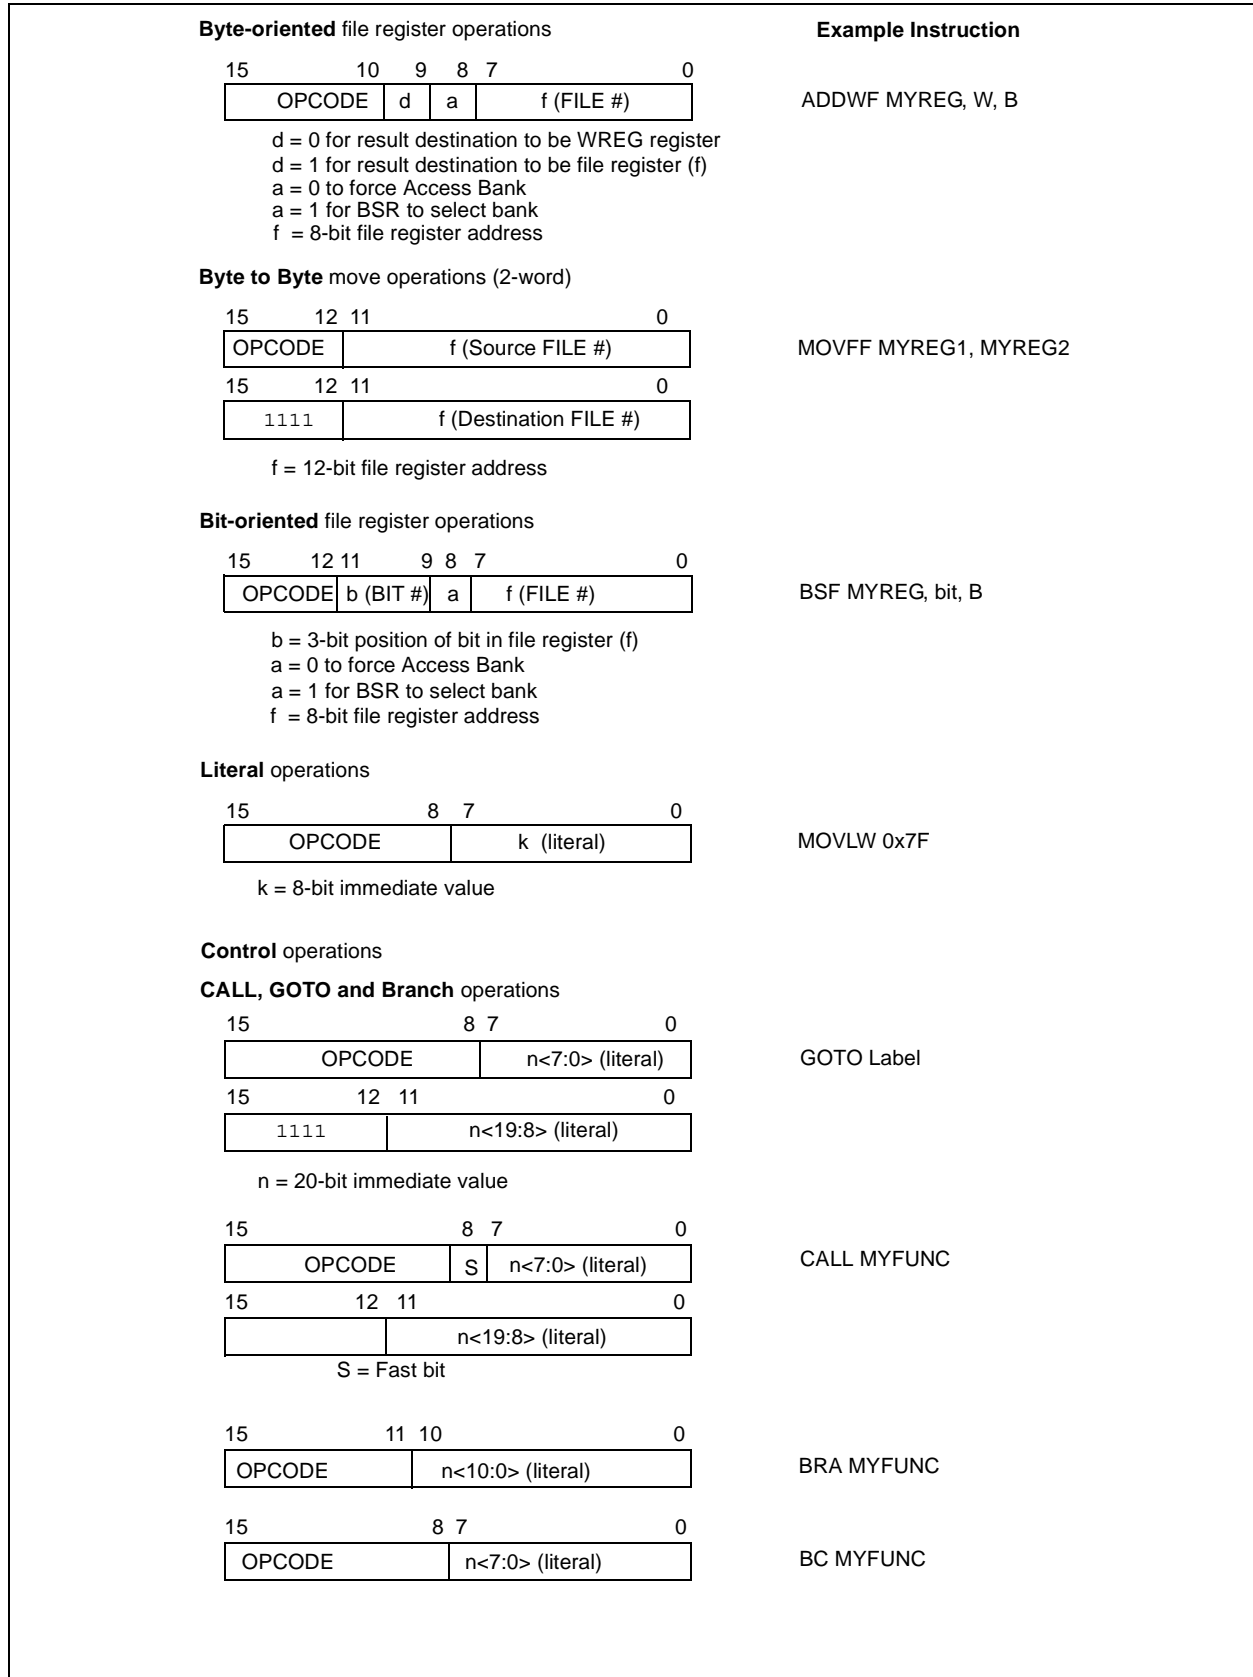 Byte-oriented file register operations Example Instruction
15 10 9 8 7 0
OPCODE d a f (FILE #) ADDWF MYREG, W, B
d = 0 for result destination to be WREG register
d = 1 for result destination to be file register (f)
a = 0 to force Access Bank
a = 1 for BSR to select bank
f = 8-bit file register address
Byte to Byte move operations (2-word)
15 12 11 0
OPCODE f (Source FILE #) MOVFF MYREG1, MYREG2
15 12 11 0
1111 f (Destination FILE #)
f = 12-bit file register address
Bit-oriented file register operations
15 12 11 9 8 7 0
OPCODE b (BIT #) a f (FILE #) BSF MYREG, bit, B
b = 3-bit position of bit in file register (f)
a = 0 to force Access Bank
a = 1 for BSR to select bank
f = 8-bit file register address
Literal operations
15 8 7 0
OPCODE k (literal) MOVLW 0x7F
k = 8-bit immediate value
Control operations
CALL, GOTO and Branch operations
15 8 7 0
OPCODE n<7:0> (literal) GOTO Label
15 12 11 0
1111 n<19:8> (literal)
n = 20-bit immediate value
15 8 7 0
OPCODE S n<7:0> (literal) CALL MYFUNC
15 12 11 0
n<19:8> (literal)
S = Fast bit
15 11 10 0
OPCODE n<10:0> (literal) BRA MYFUNC
15 8 7 0
OPCODE n<7:0> (literal) BC MYFUNC